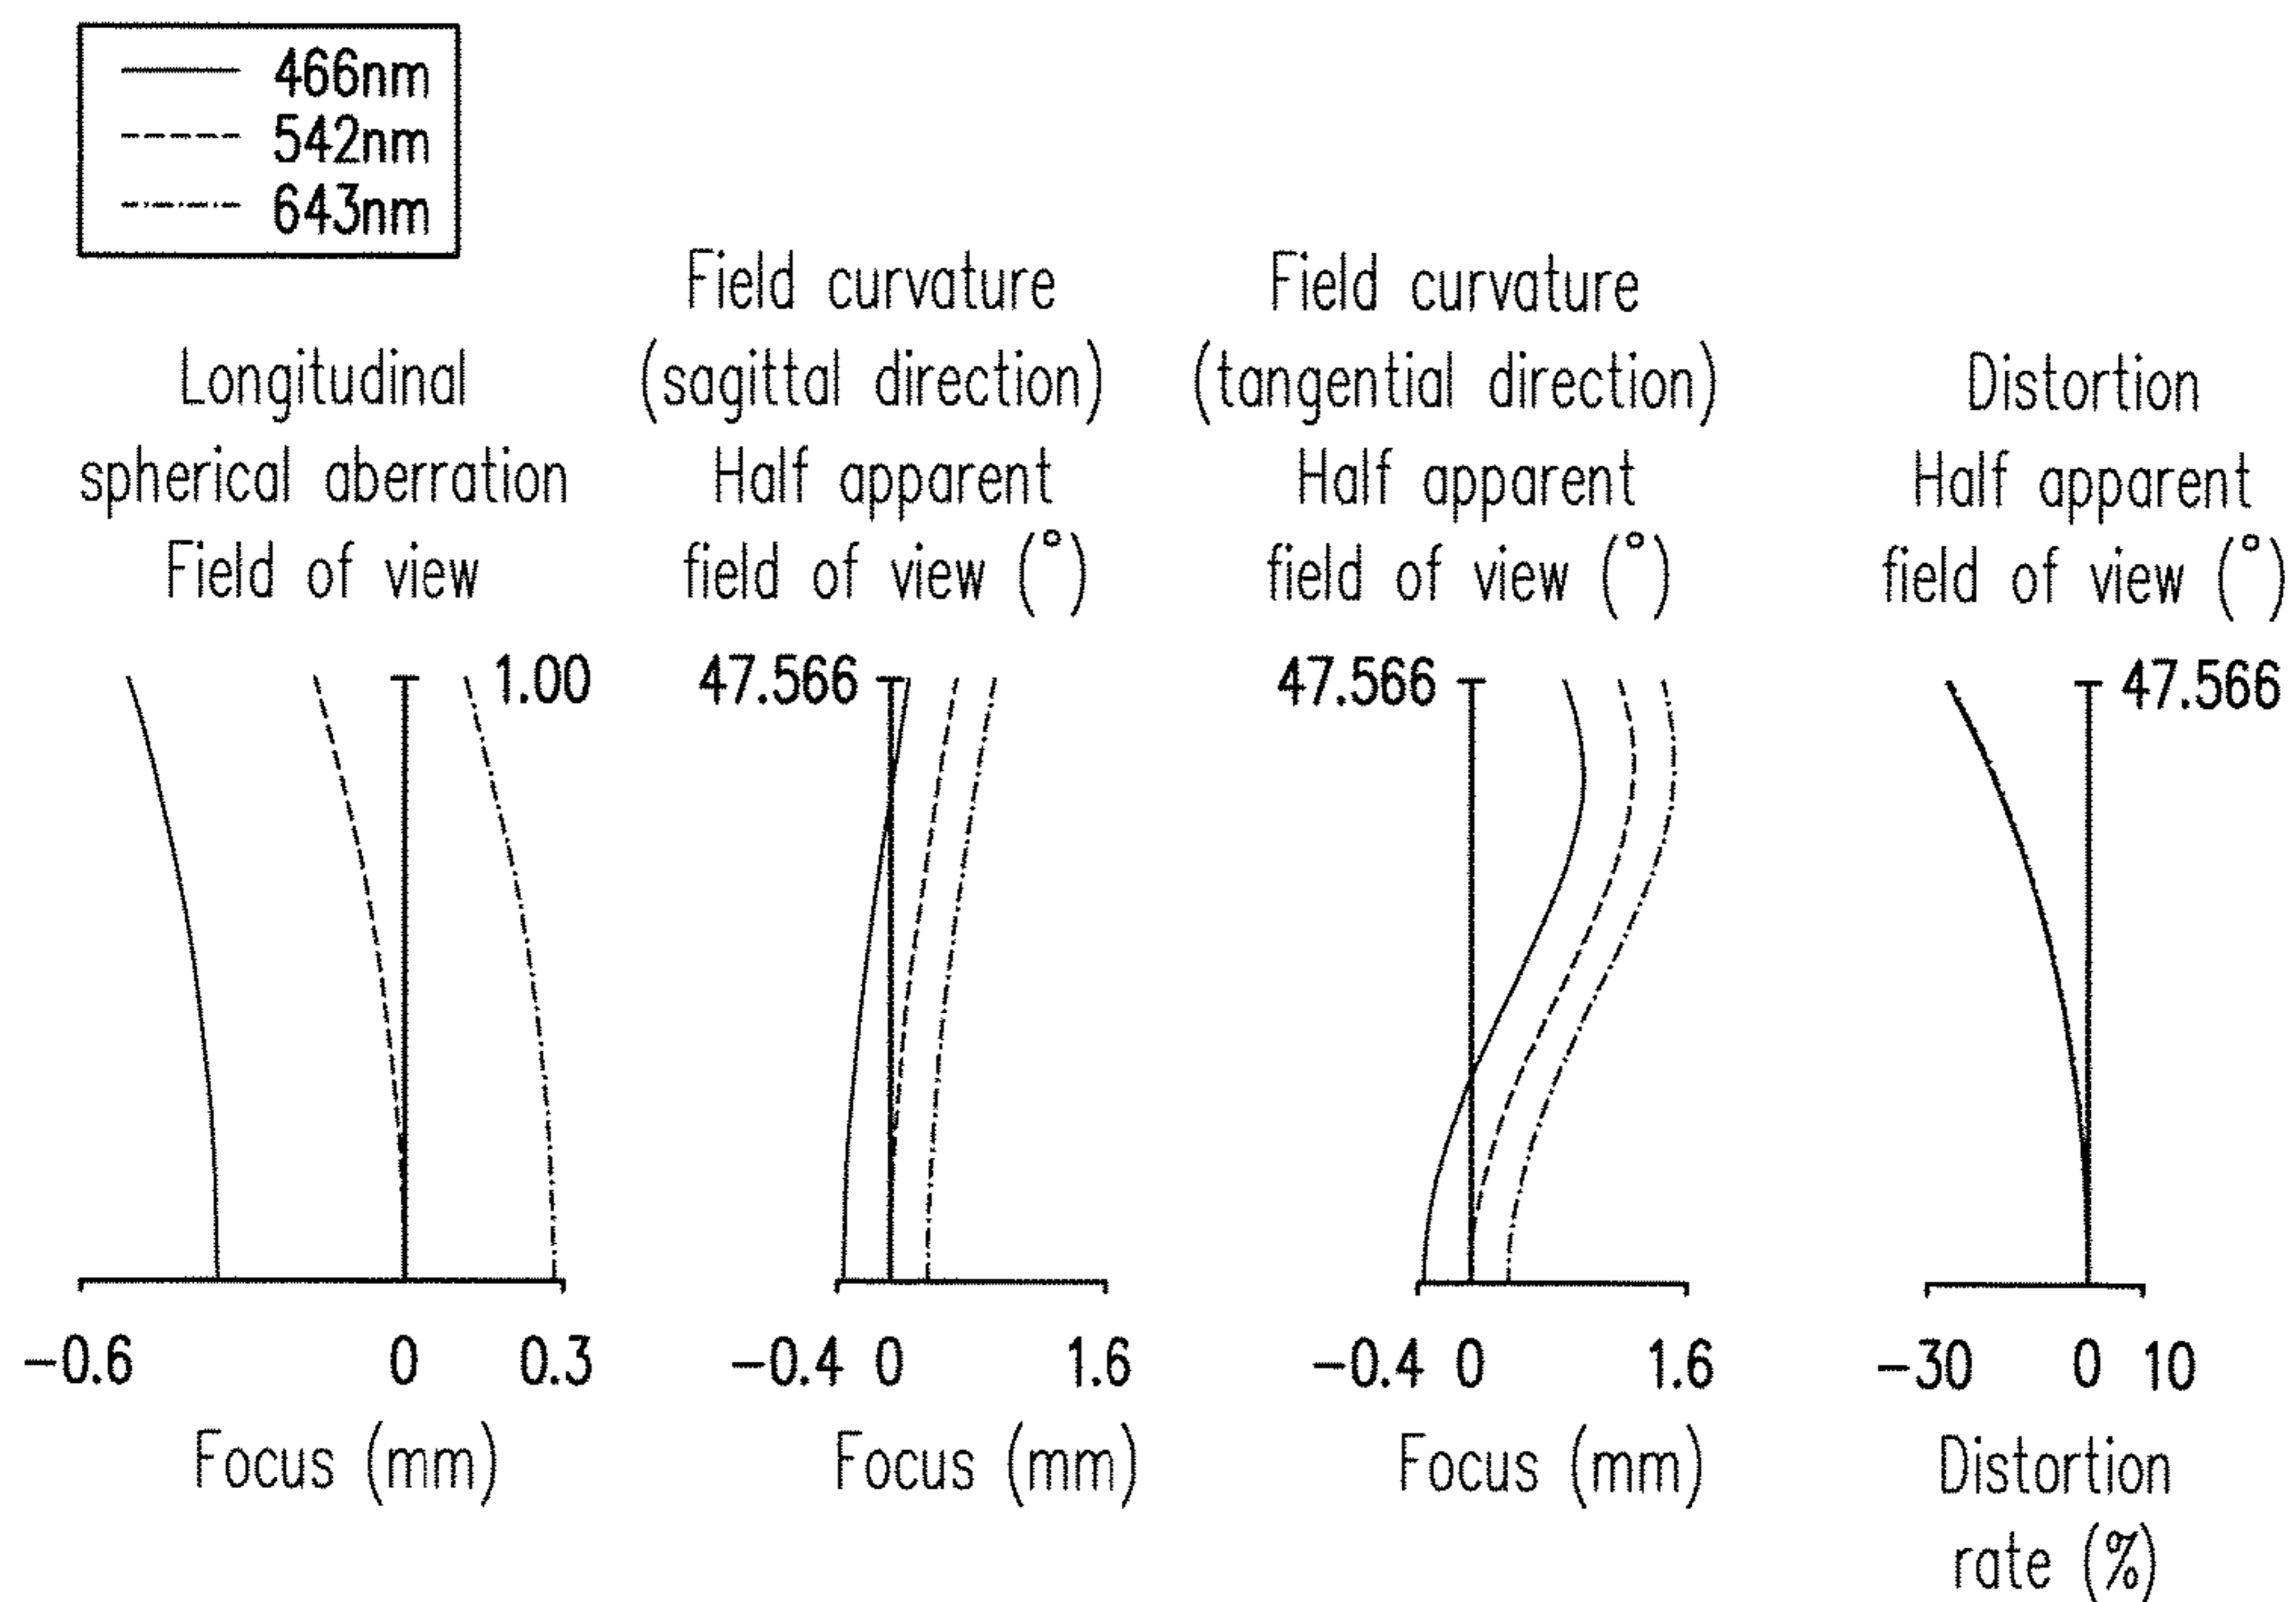 466nm
542nm
643nm
Longitudinal
spherical aberration
Field of view
1.00
-0.6 0 0.3
Focus (mm)
Field curvature
(sagittal direction)
Half apparent
field of view (°)
47.566
-0.4 0 1.6
Focus (mm)
Field curvature
(tangential direction)
Half apparent
field of view (°)
47.566
-0.4 0 1.6
Focus (mm)
Distortion
Half apparent
field of view (°)
47.566
-30 0 10
Distortion
rate (%)